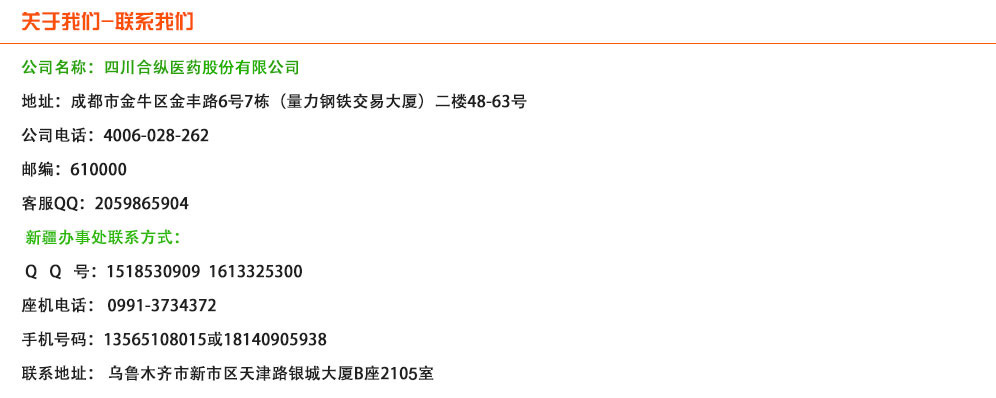 关于我们-联系我们
公司名称：四川合纵医药股份有限公司
地址：成都市金牛区金丰路6号7栋（量力钢铁交易大厦）二楼48-63号
公司电话：4006-028-262
邮编：610000
客服QQ：2059865904
新疆办事处联系方式：
Q Q 号：1518530909 1613325300
座机电话： 0991-3734372
手机号码：13565108015或18140905938
联系地址： 乌鲁木齐市新市区天津路银城大厦B座2105室